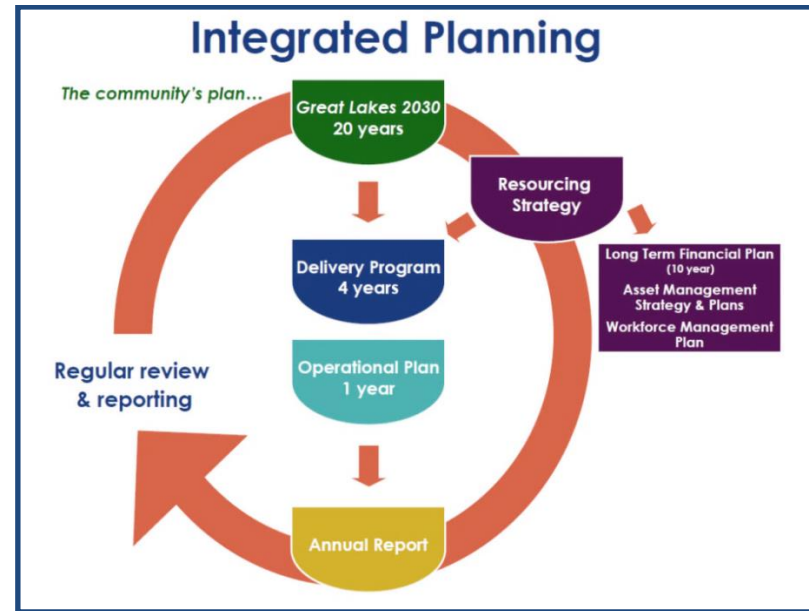 Integrated Planning
The community's plan...
Great Lakes 2030
20 years
Resourcing
Strategy
Delivery Program
4 years
Long Term Financial Plan
(10 year)
Asset Management
Strategy & Plans
Workforce Management
Plan
Operational Plan
1 year
Regular review
& reporting
Annual Report